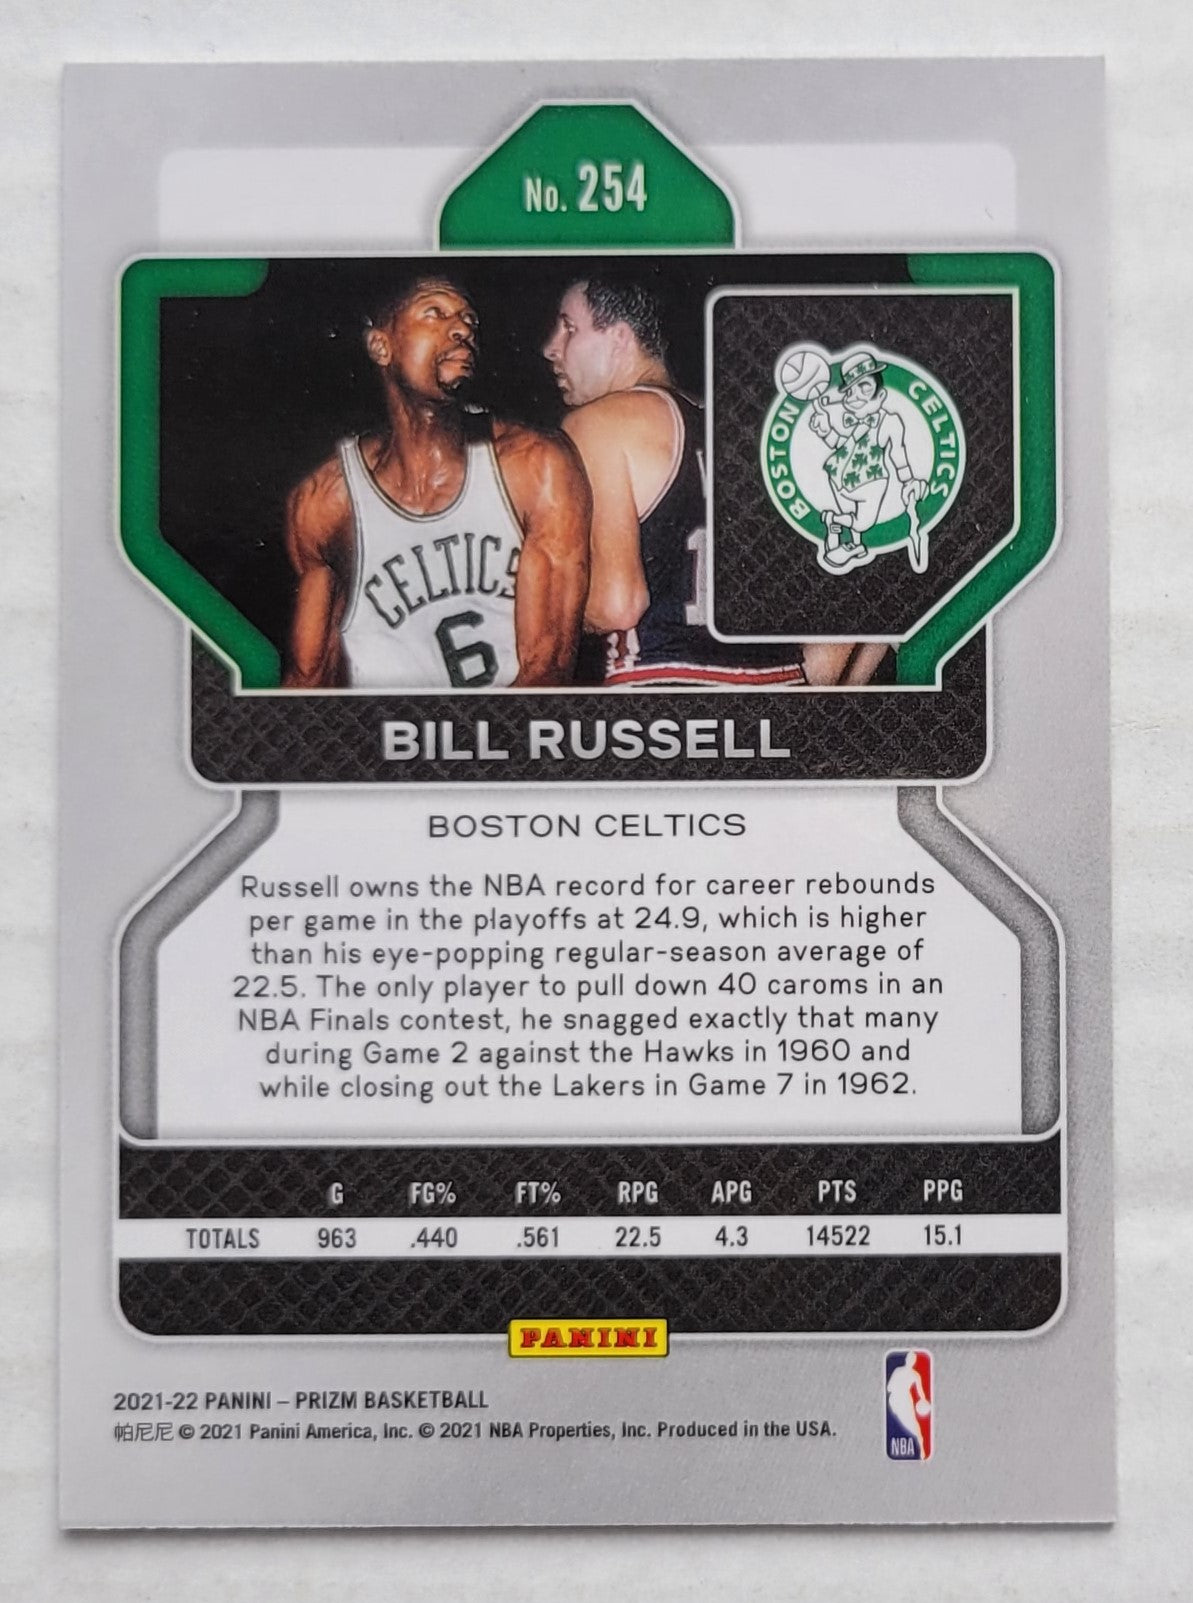 No. 254
BOSTON CELTICS
CELTICS
6
1
BILL RUSSELL
BOSTON CELTICS
Russell owns the NBA record for career rebounds
per game in the playoffs at 24.9, which is higher
than his eye-popping regular-season average of
22.5. The only player to pull down 40 caroms in an
NBA Finals contest, he snagged exactly that many
during Game 2 against the Hawks in 1960 and
while closing out the Lakers in Game 7 in 1962.
G FG% FT% RPG APG PTS PPG
TOTALS 963 .440 .561 22.5 4.3 14522 15.1
PANINI
2021-22 PANINI – PRIZM BASKETBALL
帕尼尼 © 2021 Panini America, Inc. © 2021 NBA Properties, Inc. Produced in the USA.
NBA